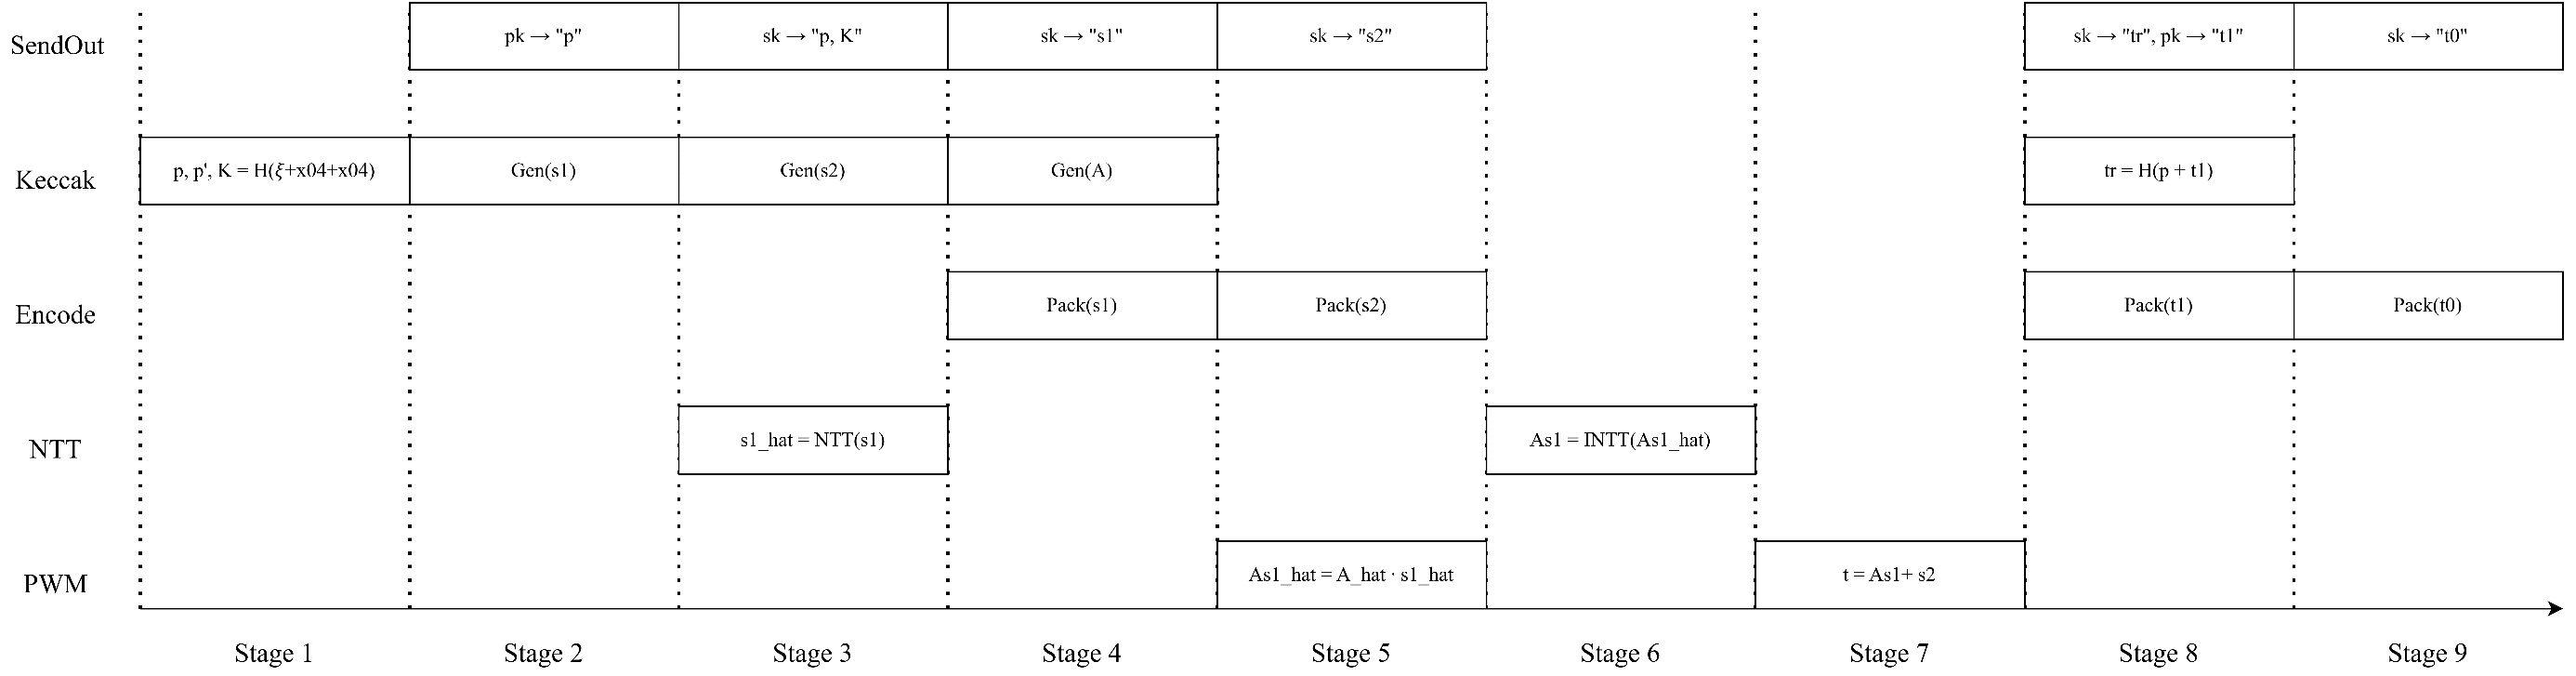 SendOut
pk → "p"
sk → "p, K"
sk → "s1"
sk → "s2"
sk → "tr", pk → "t1"
sk → "t0"
Keccak
p, p', K = H(ξ+x04+x04)
Gen(s1)
Gen(s2)
Gen(A)
tr = H(p + t1)
Encode
Pack(s1)
Pack(s2)
Pack(t1)
Pack(t0)
NTT
s1_hat = NTT(s1)
As1 = INTT(As1_hat)
PWM
As1_hat = A_hat · s1_hat
t = As1+ s2
Stage 1
Stage 2
Stage 3
Stage 4
Stage 5
Stage 6
Stage 7
Stage 8
Stage 9